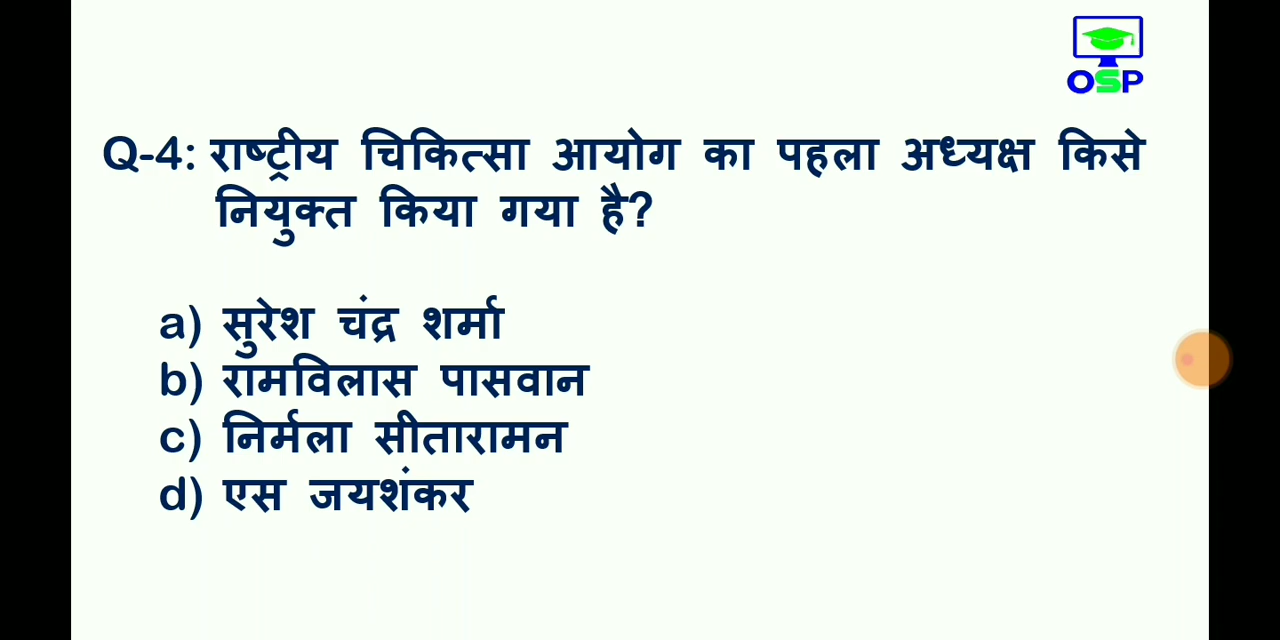 OSP
Q-4: राष्ट्रीय चिकित्सा आयोग का पहला अध्यक्ष किसे
नियुक्त किया गया है?
a) सुरेश चंद्र शर्मा
b) रामविलास पासवान
c) निर्मला सीतारामन
d) एस जयशंकर